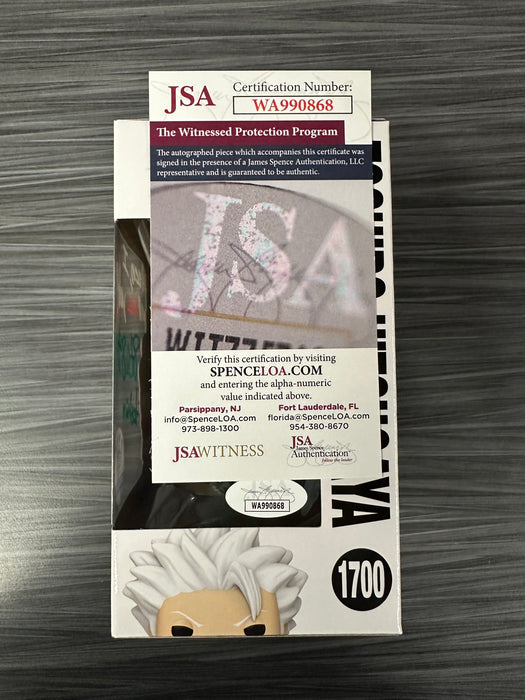 JSA
Certification Number:
WA990868
The Witnessed Protection Program
The autographed piece which accompanies this certificate was
signed in the presence of a James Spence Authentication, LLC
representative and is guaranteed to be authentic.
JSA
Verify this certification by visiting
SPENCELOA.COM
and entering the alpha-numeric
value indicated above.
Parsippany, NJ
info@SpenceLOA.com
973-898-1300
Fort Lauderdale, FL
florida@SpenceLOA.com
954-380-8670
JSAWITNESS
JSA
James Spence
Authentication
follow the leader
WA990868
1700